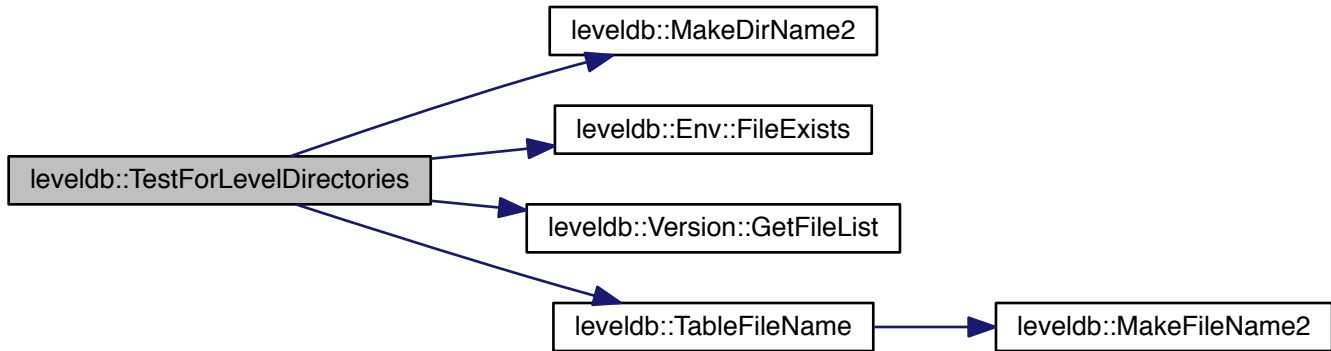 leveldb::MakeDirName2
leveldb::Env::FileExists
leveldb::TestForLevelDirectories
leveldb::Version::GetFileList
leveldb::TableFileName
leveldb::MakeFileName2